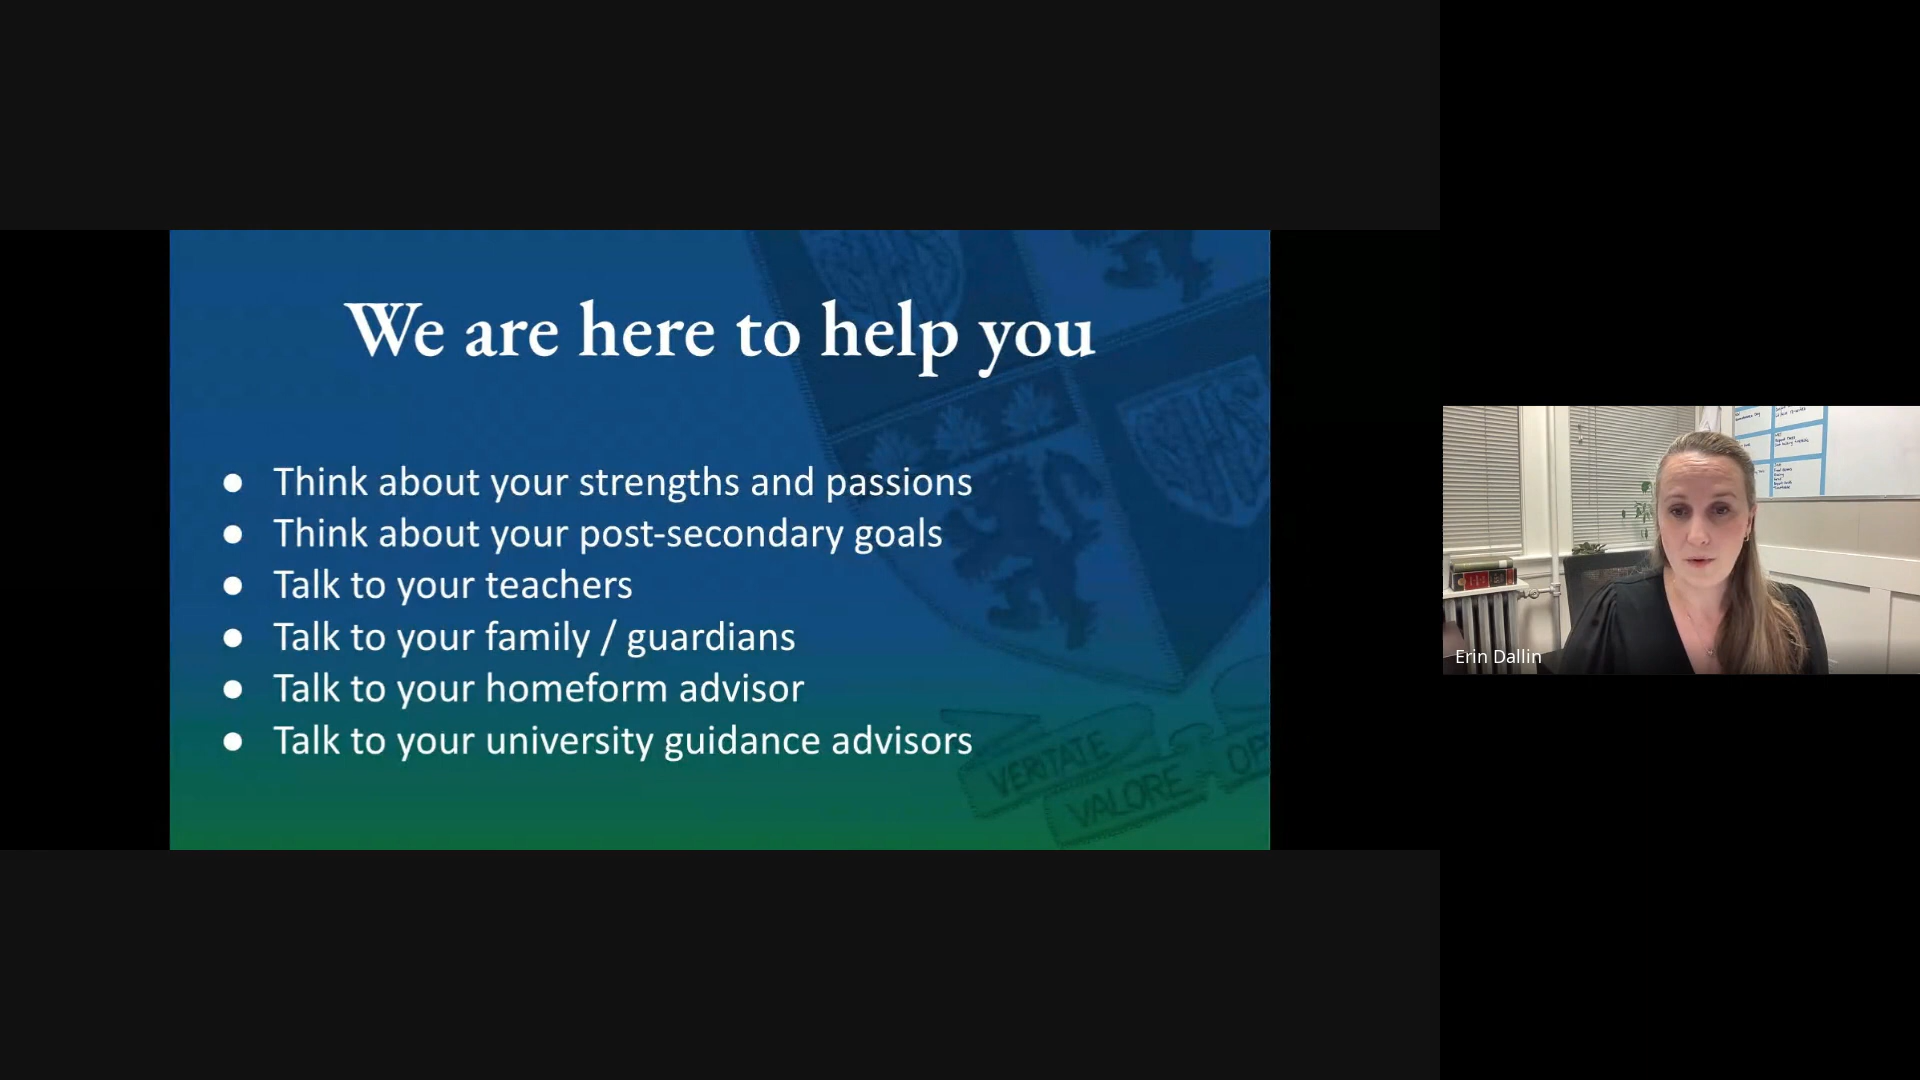 We are here to help you
● Think about your strengths and passions
● Think about your post-secondary goals
● Talk to your teachers
● Talk to your family / guardians
● Talk to your homeform advisor
● Talk to your university guidance advisors
VERITATE
VALORE
Erin Dallin